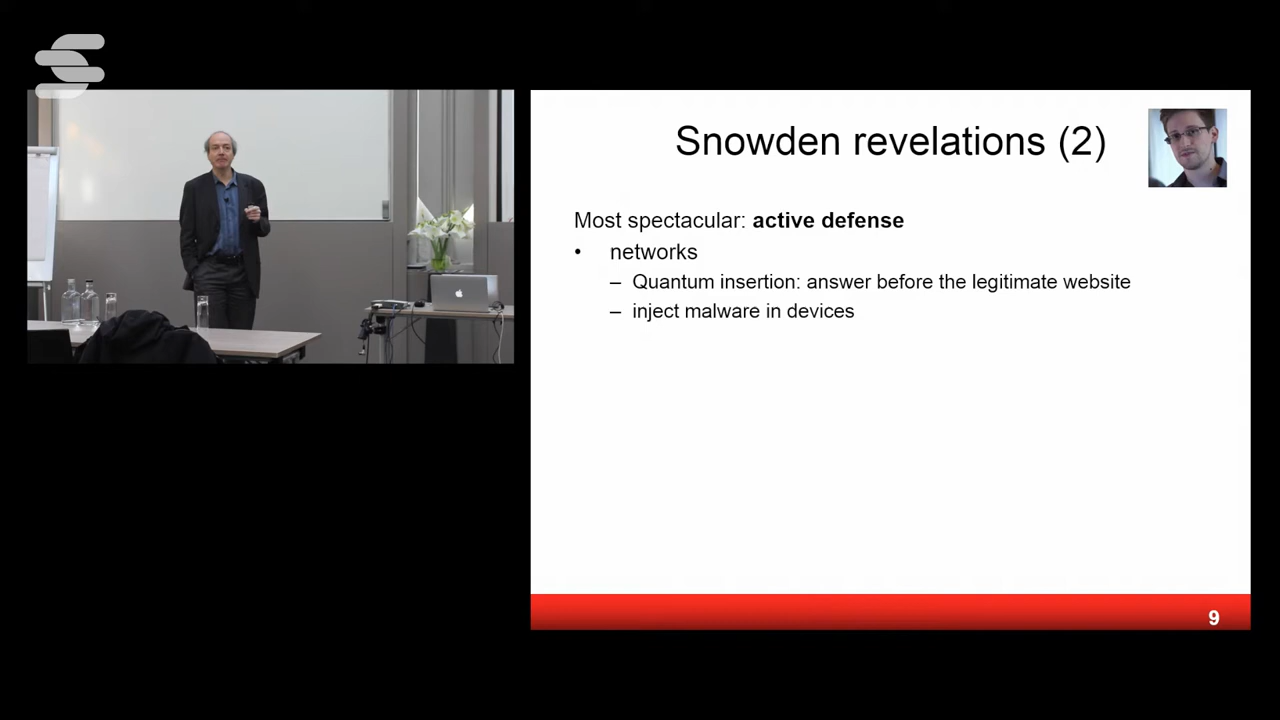 Snowden revelations (2)
Most spectacular: active defense
• networks
– Quantum insertion: answer before the legitimate website
– inject malware in devices
9